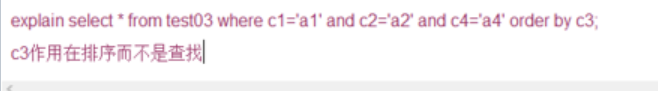 explain select * from test03 where c1='a1' and c2='a2' and c4='a4' order by c3;
c3作用在排序而不是查找